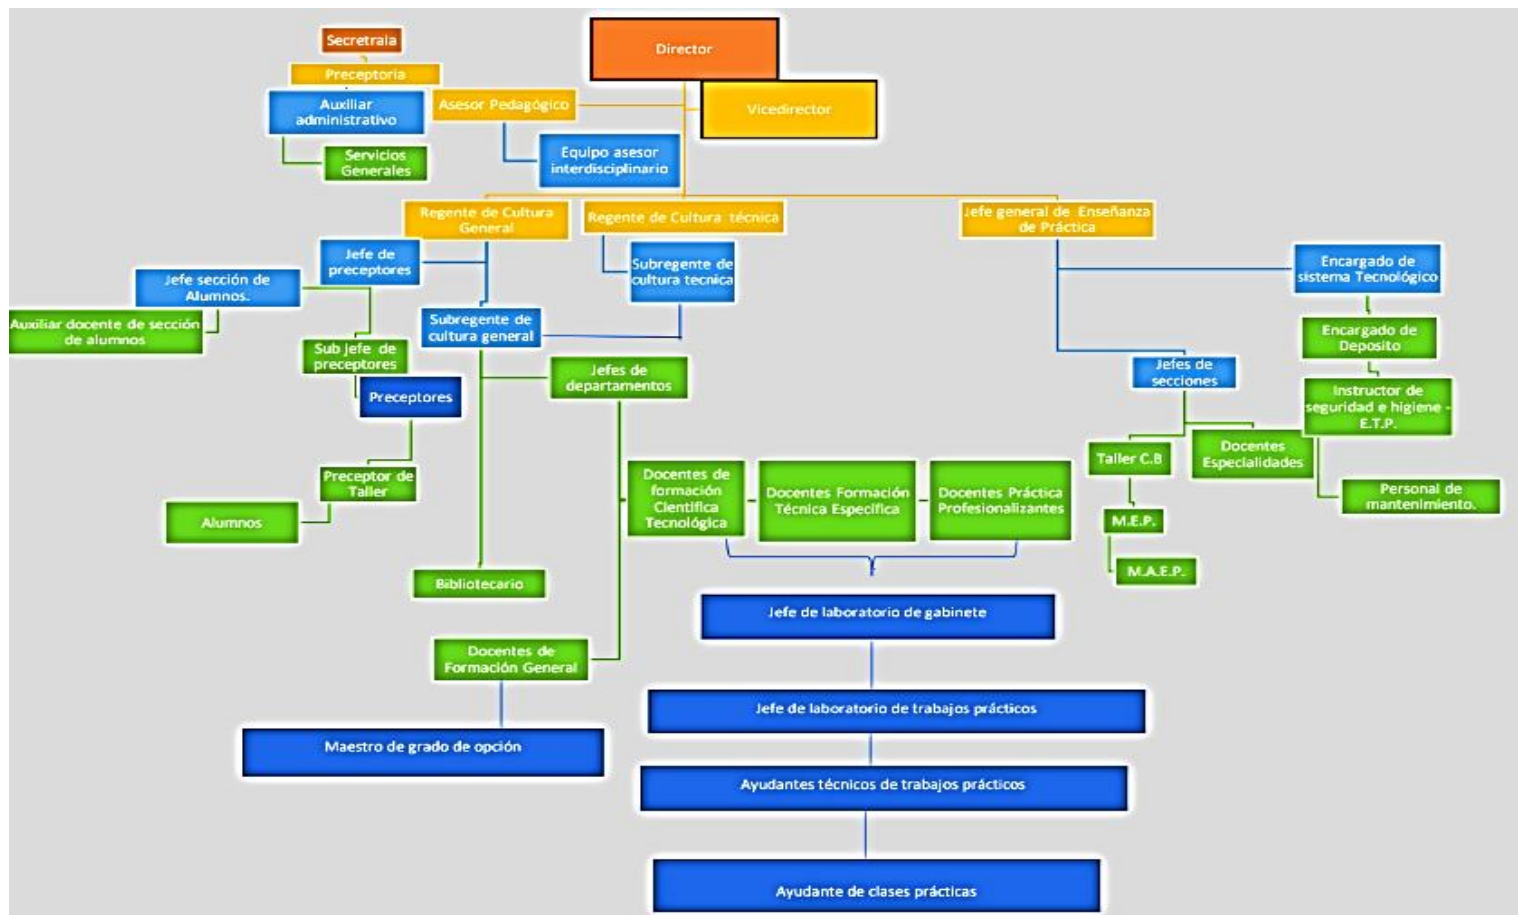 Secretraia
Director
Preceptoria
Auxiliar
administrativo
Asesor Pedagógico
Vicedirector
Servicios
Generales
Equipo asesor
interdisciplinario
Regente de Cultura
General
Regente de Cultura técnica
Jefe general de Enseñanza
de Práctica
Jefe de
preceptores
Subregente de
cultura tecnica
Encargado de
sistema Tecnológico
Jefe sección de
Alumnos.
Auxiliar docente de sección
de alumnos
Subregente de
cultura general
Encargado de
Deposito
Sub Jefe de
preceptores
Jefes de
departamentos
Jefes de
secciones
Preceptores
Instructor de
seguridad e higiene -
E.T.P.
Taller C.B
Docentes
Especialidades
Preceptor de
Taller
Docentes de
formación
Científica
Tecnológica
Docentes Formación
Técnica Especifica
Docentes Práctica
Profesionalizantes
Personal de
mantenimiento.
Alumnos
M.E.P.
M.A.E.P.
Bibliotecario
Jefe de laboratorio de gabinete
Docentes de
Formación General
Jefe de laboratorio de trabajos prácticos
Maestro de grado de opción
Ayudantes técnicos de trabajos prácticos
Ayudante de clases prácticas